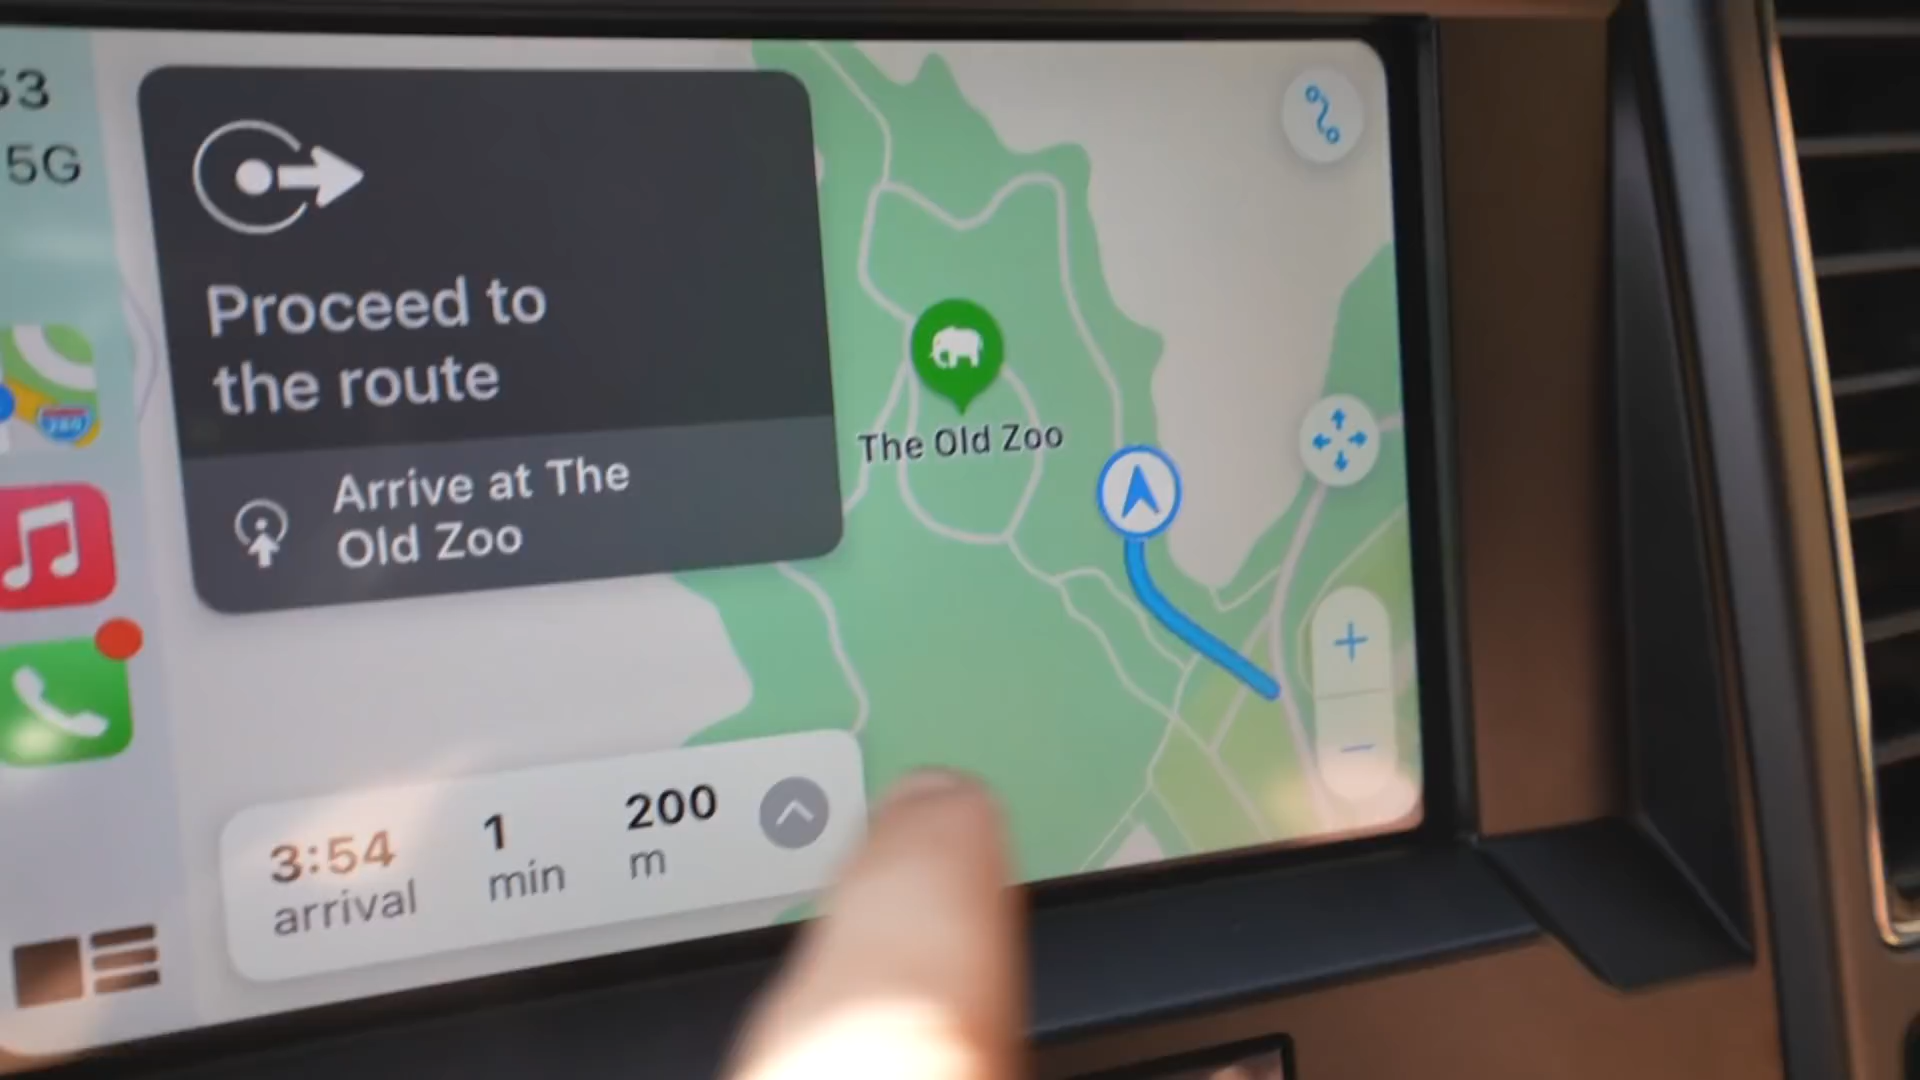 53
5G
Proceed to
the route
Arrive at The
Old Zoo
The Old Zoo
280
3:54
arrival
1
min
200
m